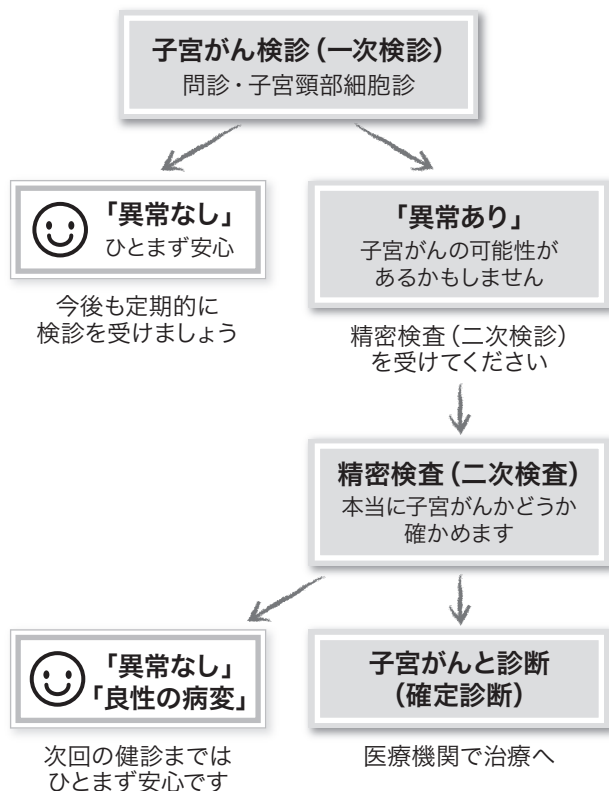 子宮がん検診（一次検診）
問診・子宮頸部細胞診
「異常なし」
ひとまず安心
今後も定期的に
検診を受けましょう
「異常あり」
子宮がんの可能性が
あるかもしれません
精密検査（二次検診）
を受けてください
精密検査（二次検査）
本当に子宮がんかどうか
確かめます
「異常なし」
「良性の病変」
次回の健診までは
ひとまず安心です
子宮がんと診断
（確定診断）
医療機関で治療へ